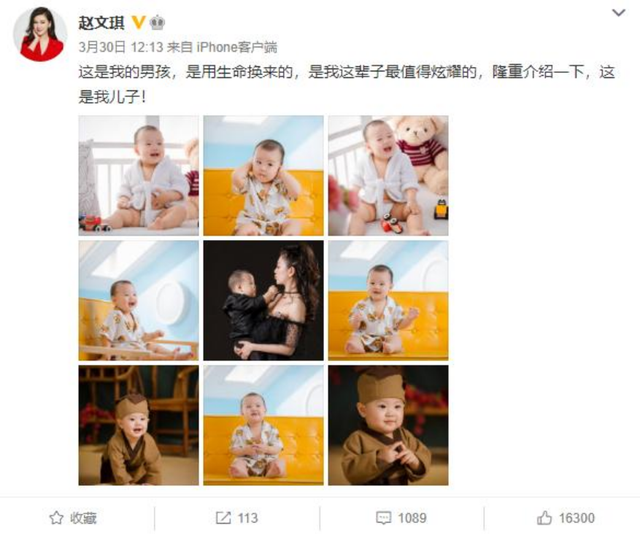 赵文琪
3月30日 12:13 来自 iPhone客户端
这是我的男孩，是用生命换来的，是我这辈子最值得炫耀的，隆重介绍一下，这
是我儿子！
收藏
113
1089
16300